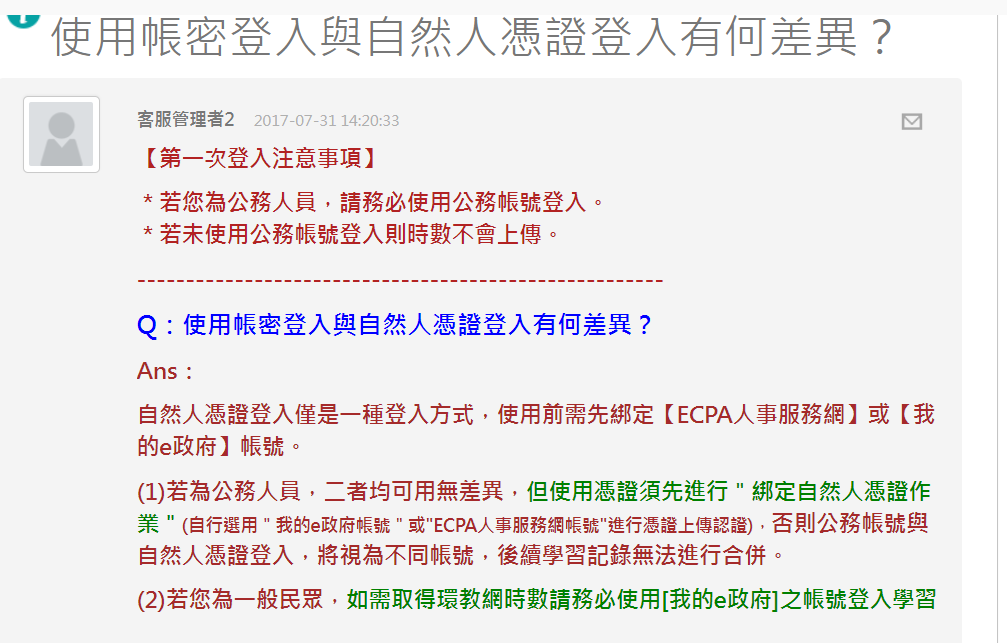 使用帳密登入與自然人憑證登入有何差異？
客服管理者2 2017-07-31 14:20:33
【第一次登入注意事項】
* 若您為公務人員，請務必使用公務帳號登入。
* 若未使用公務帳號登入則時數不會上傳。
------------------------------------------------------
Q：使用帳密登入與自然人憑證登入有何差異？
Ans：
自然人憑證登入僅是一種登入方式，使用前需先綁定【ECPA人事服務網】或【我
的e政府】帳號。
(1)若為公務人員，二者均可用無差異，但使用憑證須先進行＂綁定自然人憑證作
業＂(自行選用＂我的e政府帳號＂或"ECPA人事服務網帳號"進行憑證上傳認證)，否則公務帳號與
自然人憑證登入，將視為不同帳號，後續學習記錄無法進行合併。
(2)若您為一般民眾，如需取得環教網時數請務必使用[我的e政府]之帳號登入學習